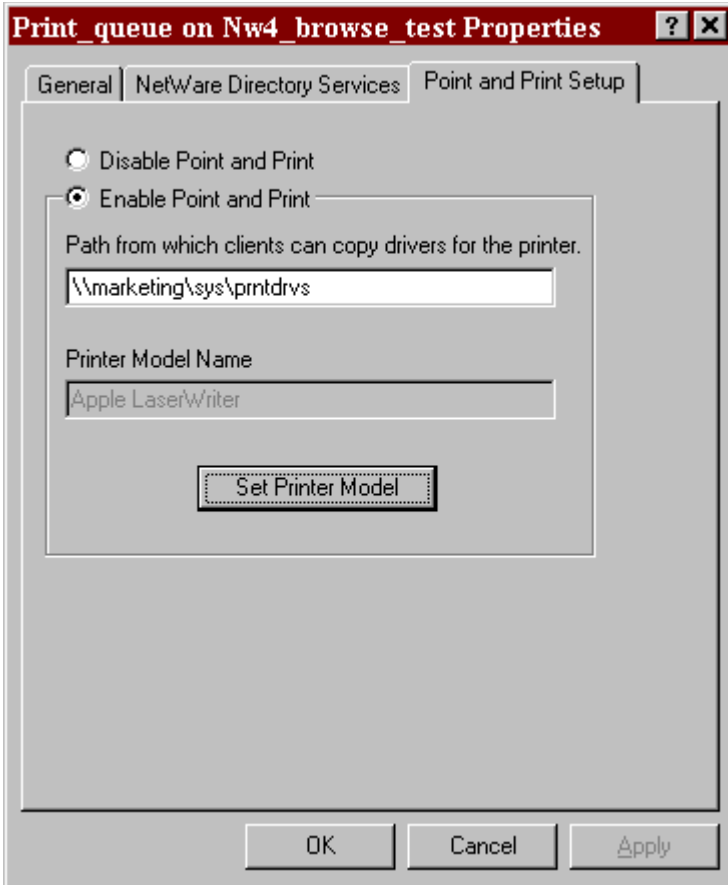 Print_queue on Nw4_browse_test Properties
General NetWare Directory Services Point and Print Setup
Disable Point and Print
Enable Point and Print
Path from which clients can copy drivers for the printer.
\\marketing\sys\prntdrvs
Printer Model Name
Apple LaserWriter
Set Printer Model
OK Cancel Apply